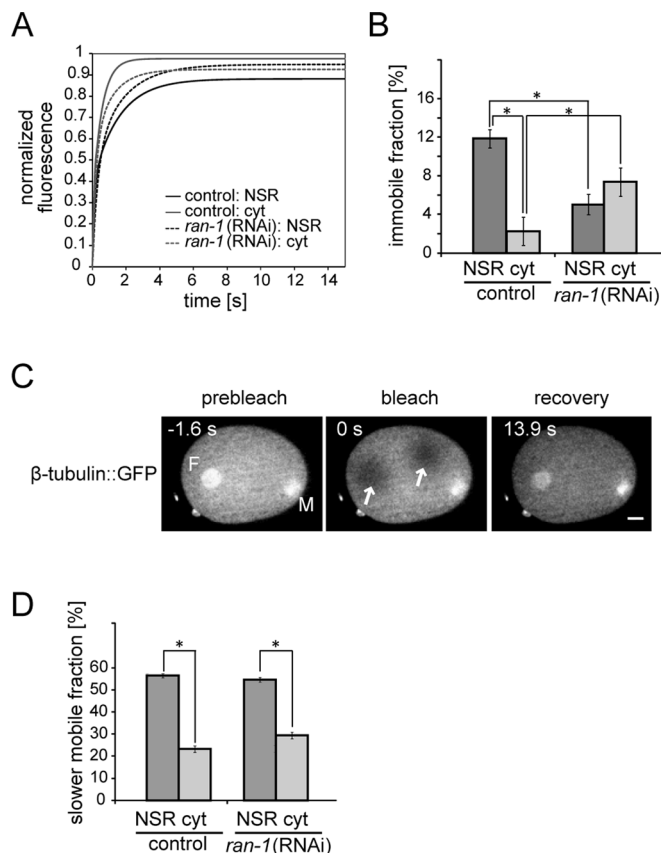 A
normalized
fluorescence
1
0.9
0.8
0.7
0.6
0.5
0.4
0.3
0.2
0.1
0
control: NSR
control: cyt
ran-1(RNAi): NSR
ran-1(RNAi): cyt
0 2 4 6 8 10 12 14
time [s]
B
immobile fraction [%]
16
12
8
4
0
*
*
*
NSR cyt NSR cyt
control ran-1(RNAi)
C
prebleach bleach recovery
β-tubulin::GFP
-1.6 s
F
M
0 s
13.9 s
D
slower mobile fraction [%]
60
50
40
30
20
10
0
*
*
NSR cyt NSR cyt
control ran-1(RNAi)